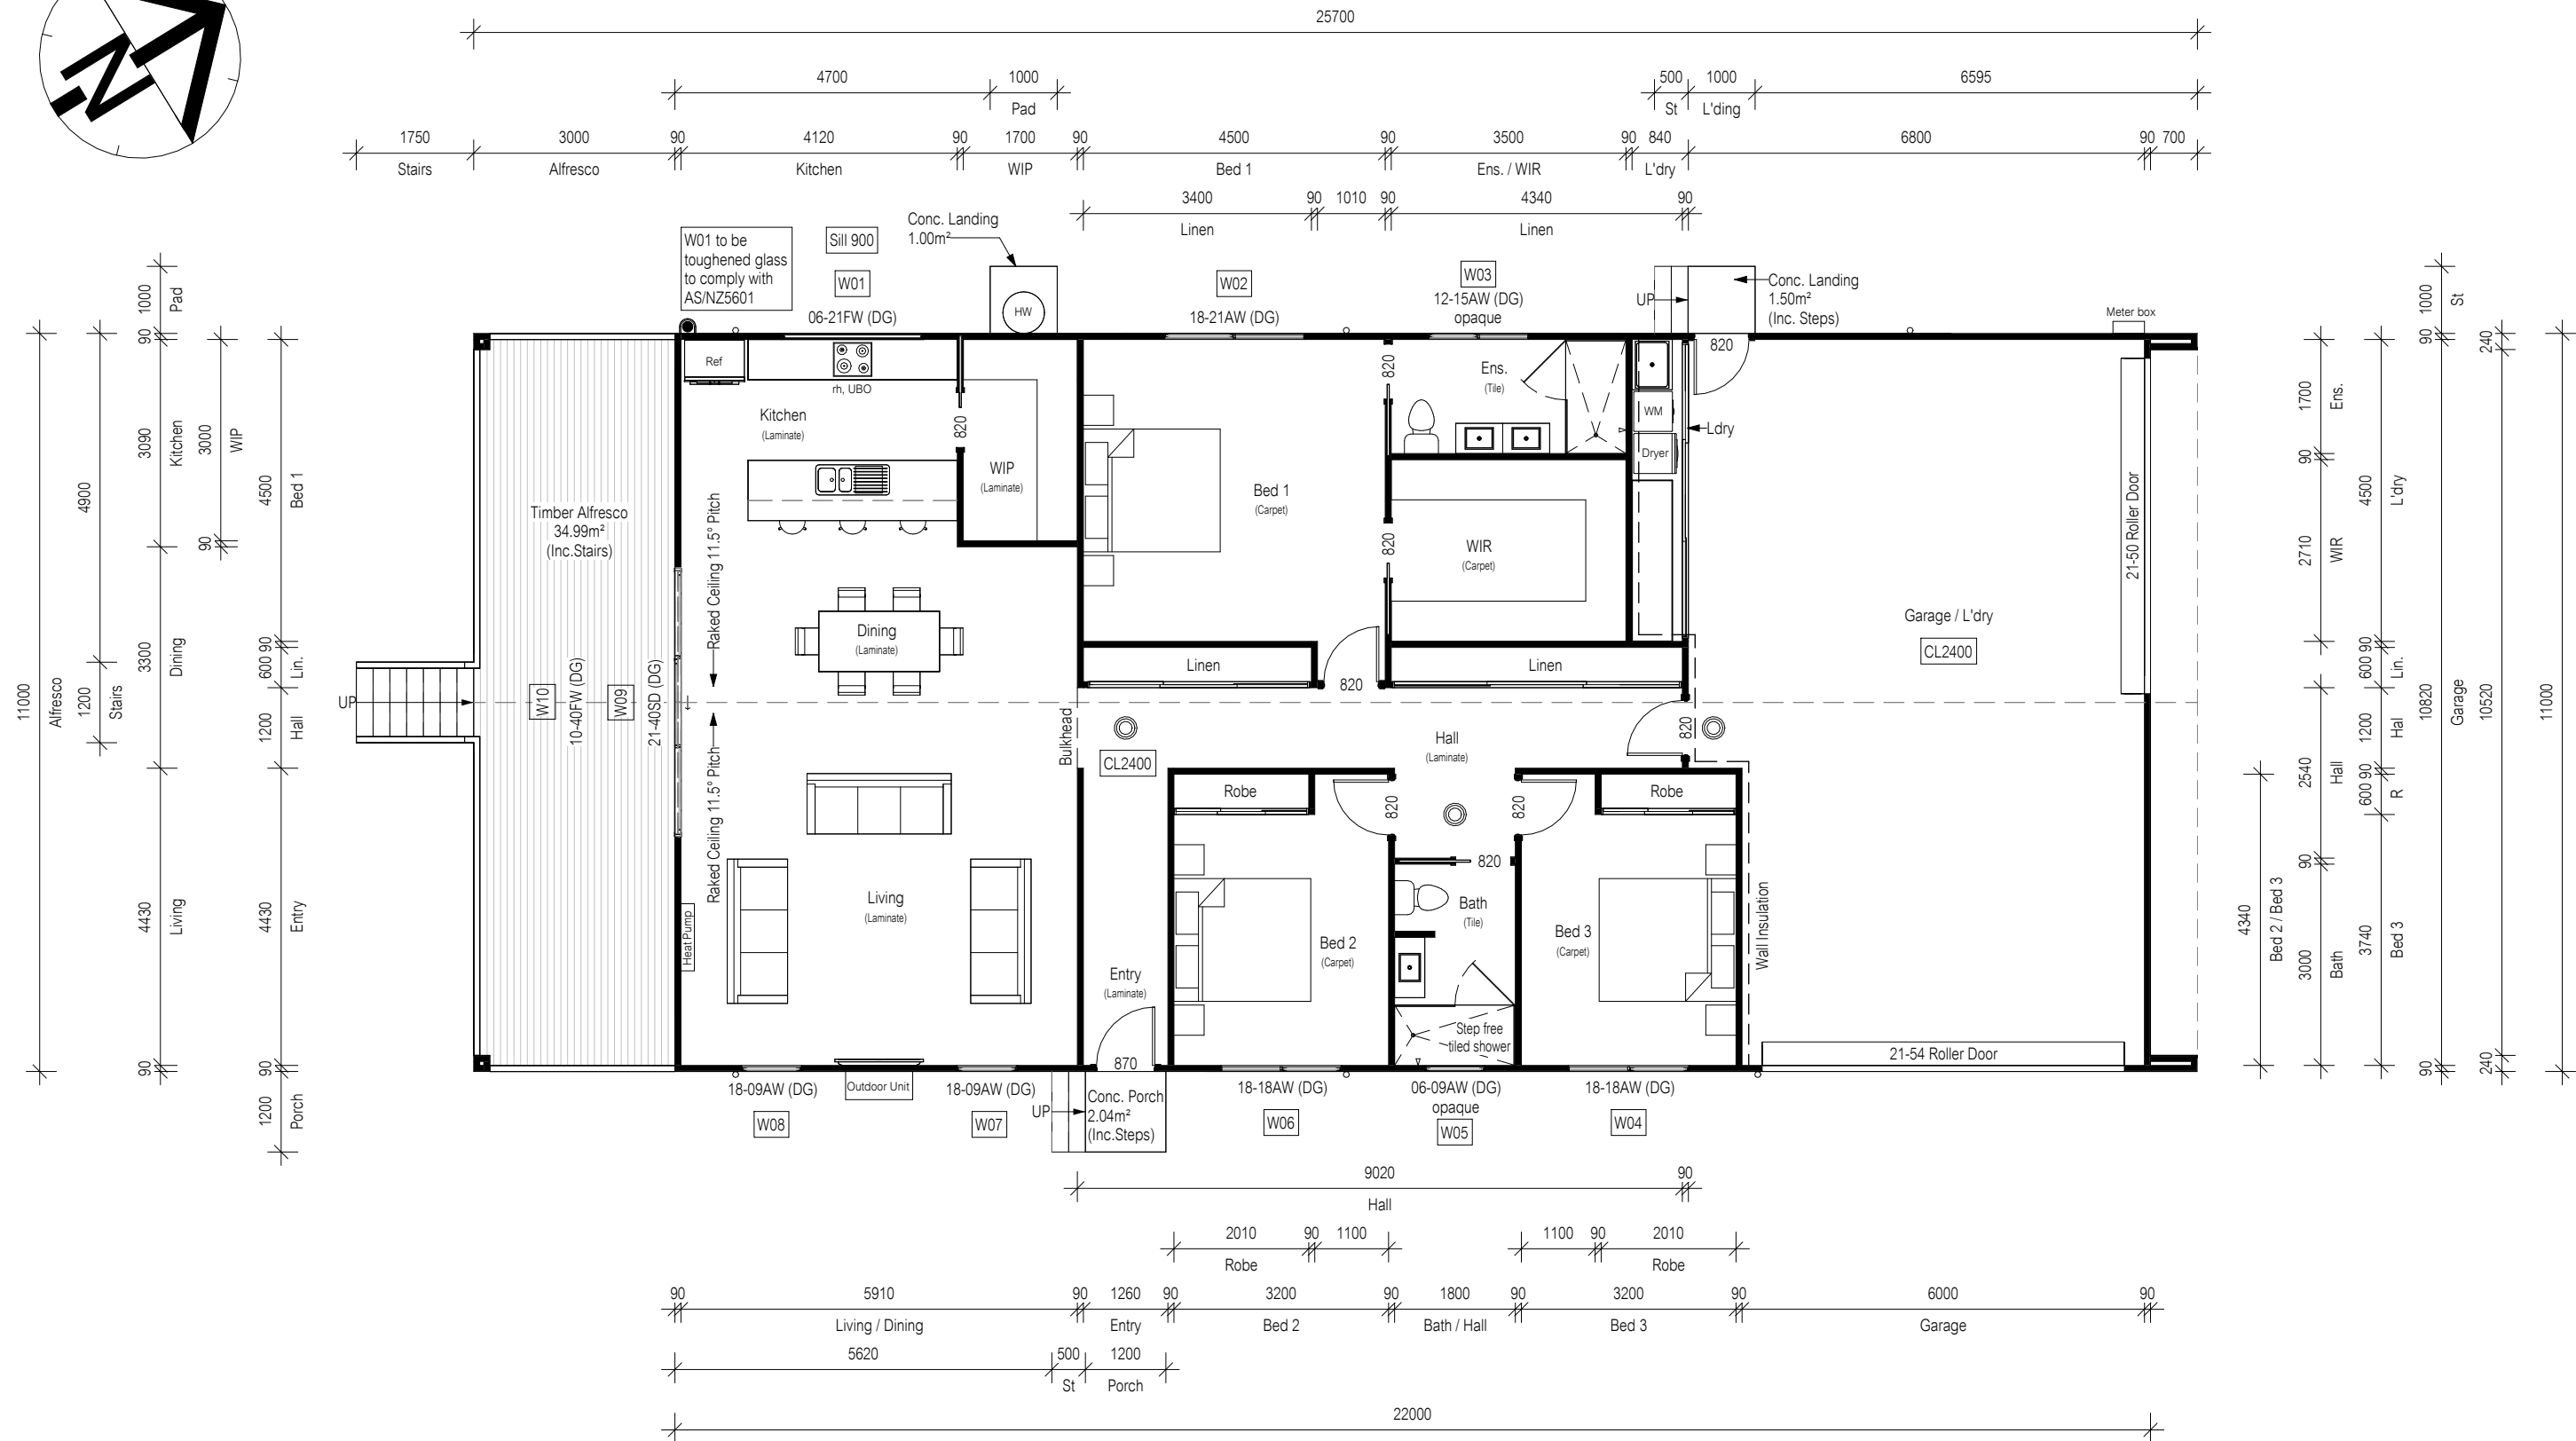 25700
4700
1000
500
1000
6595
Pad
St
L'ding
1750
3000
90
4120
90
1700
90
4500
90
3500
90
840
6800
90
700
Stairs
Alfresco
Kitchen
WIP
Bed 1
Ens. / WIR
L'dry
3400
90
1010
90
4340
90
Linen
Linen
N
W01 to be
toughened glass
to comply with
AS/NZ5601
Sill 900
W01
06-21FW (DG)
Conc. Landing
1.00m²
HW
W02
18-21AW (DG)
W03
12-15AW (DG)
opaque
UP
Conc. Landing
1.50m²
(Inc. Steps)
Meter box
11000
Alfresco
4900
1200
Stairs
1000
Pad
90
3090
Kitchen
3300
Dining
4430
Living
90
3000
WIP
90
4500
Bed 1
600 90
Lin.
1200
Hall
4430
Entry
90
1200
Porch
Ref
rh, UBO
Kitchen
(Laminate)
820
WIP
(Laminate)
Timber Alfresco
34.99m²
(Inc.Stairs)
UP
W10
10-40FW (DG)
W09
21-40SD (DG)
Raked Ceiling 11.5° Pitch
Raked Ceiling 11.5° Pitch
Dining
(Laminate)
Living
(Laminate)
Heat Pump
Bulkhead
CL2400
Bed 1
(Carpet)
820
Ens.
(Tile)
820
WIR
(Carpet)
WM
Dryer
Ldry
820
Linen
820
Linen
Hall
(Laminate)
820
Garage / L'dry
CL2400
21-50 Roller Door
Robe
820
820
Robe
820
Bath
(Tile)
Bed 2
(Carpet)
Bed 3
(Carpet)
Step free
tiled shower
Entry
(Laminate)
870
Wall Insulation
21-54 Roller Door
18-09AW (DG)
W08
Outdoor Unit
18-09AW (DG)
W07
UP
Conc. Porch
2.04m²
(Inc.Steps)
18-18AW (DG)
W06
06-09AW (DG)
opaque
W05
18-18AW (DG)
W04
4340
Bed 2 / Bed 3
1700
Ens.
90
2710
WIR
2540
Hall
90
3000
Bath
4500
L'dry
600 90
Lin.
1200
Hal
600 90
R
3740
Bed 3
1000
St
90
10820
Garage
90
240
10520
240
11000
9020
90
Hall
2010
90
1100
1100
90
2010
Robe
Robe
90
5910
90
1260
90
3200
90
1800
90
3200
90
6000
90
Living / Dining
Entry
Bed 2
Bath / Hall
Bed 3
Garage
5620
500
1200
St
Porch
22000